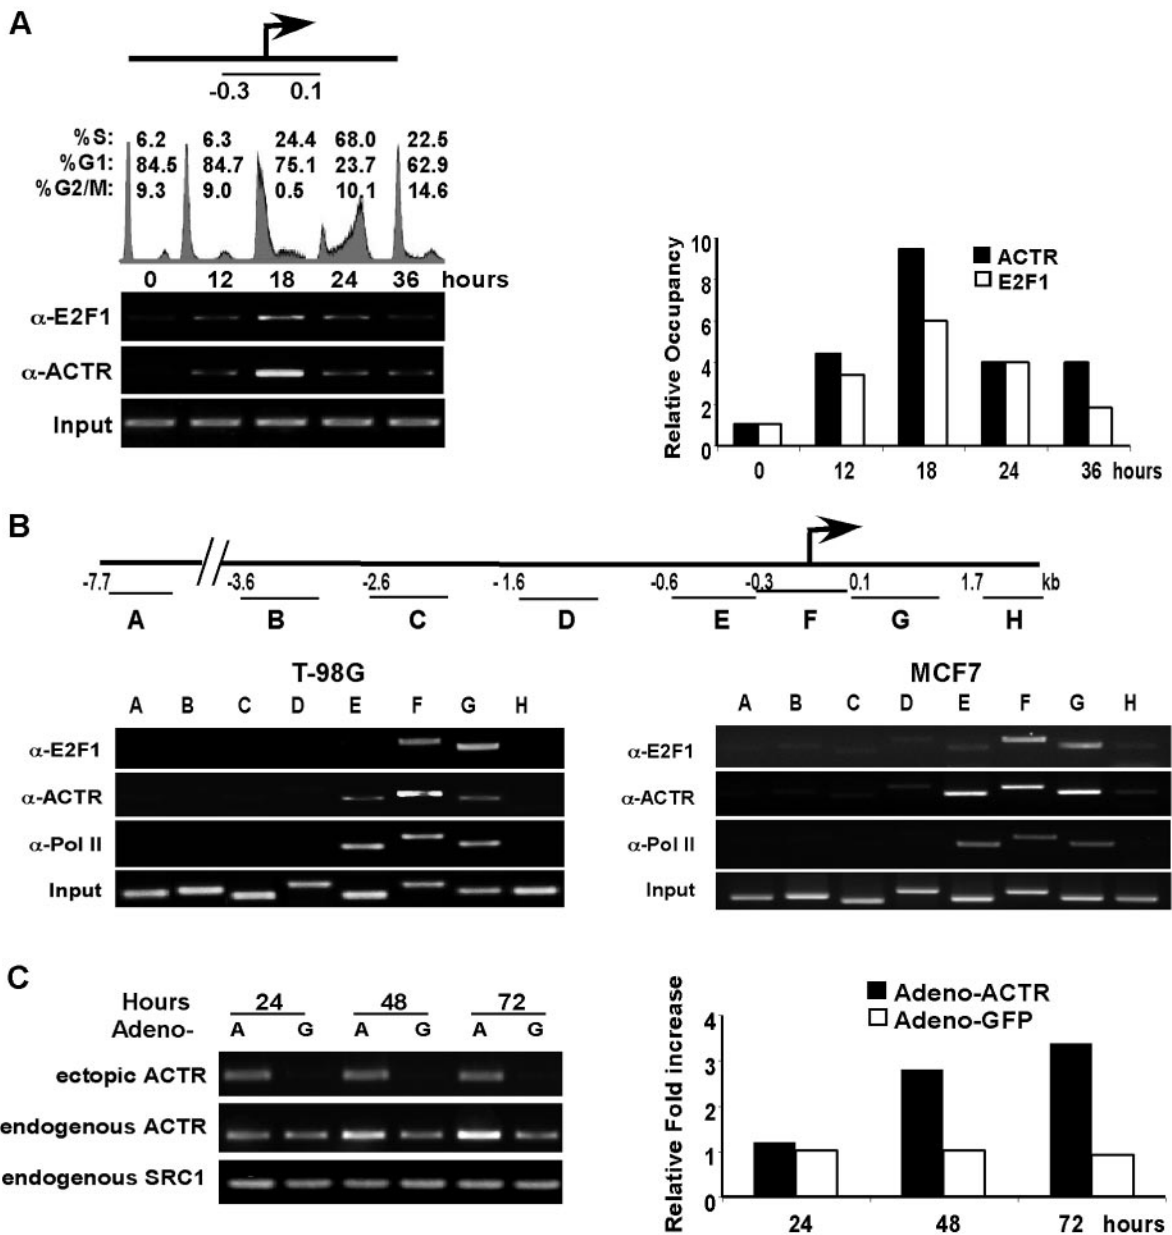 A
-0.3 0.1
%S: 6.2 6.3 24.4 68.0 22.5
%G1: 84.5 84.7 75.1 23.7 62.9
%G2/M: 9.3 9.0 0.5 10.1 14.6
0 12 18 24 36 hours
α-E2F1
α-ACTR
Input
Relative Occupancy
10
8
6
4
2
0
ACTR
E2F1
0 12 18 24 36 hours
B
-7.7 -3.6 -2.6 -1.6 -0.6 -0.3 0.1 1.7 kb
A B C D E F G H
T-98G
A B C D E F G H
α-E2F1
α-ACTR
α-Pol II
Input
MCF7
A B C D E F G H
α-E2F1
α-ACTR
α-Pol II
Input
C
Hours 24 48 72
Adeno- A G A G A G
ectopic ACTR
endogenous ACTR
endogenous SRC1
Relative Fold increase
4
3
2
1
0
Adeno-ACTR
Adeno-GFP
24 48 72 hours